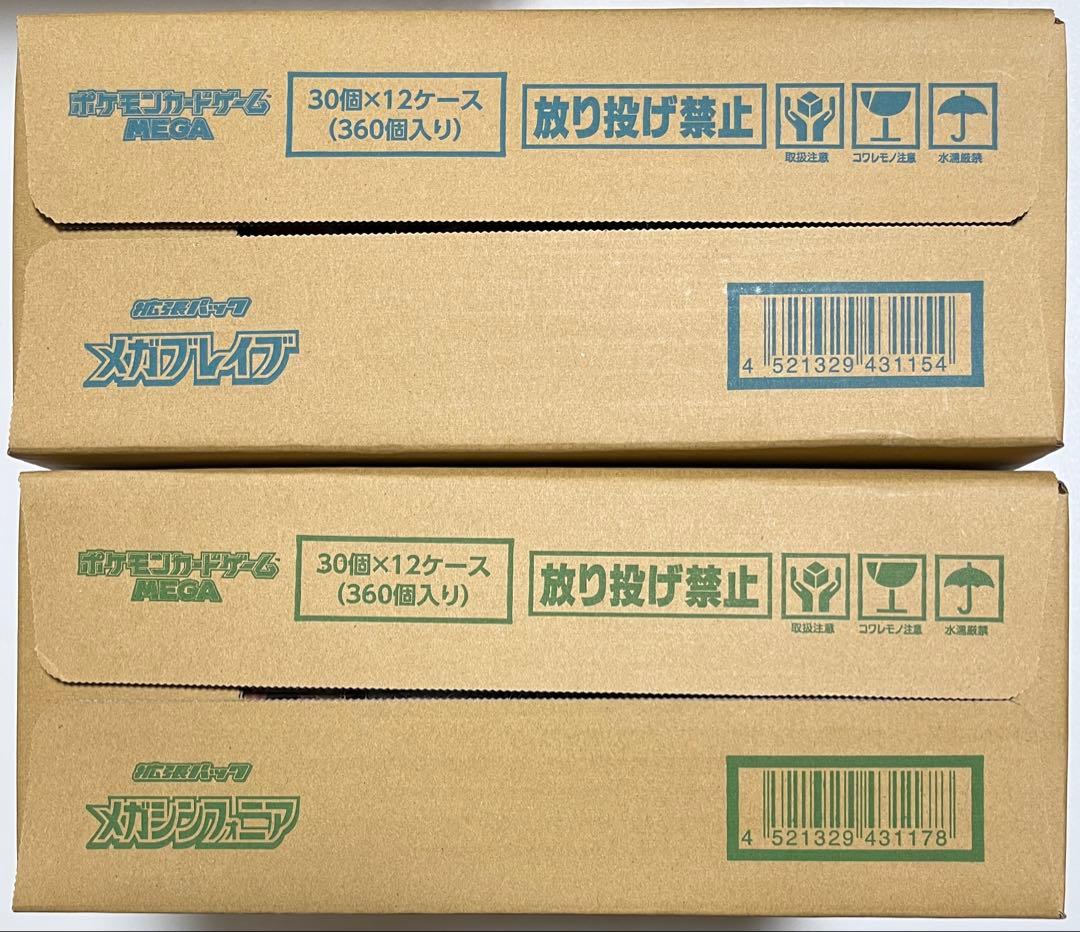 ポケモンカードゲーム
MEGA
30個×12ケース
(360個入り)
放り投げ禁止
取扱注意
コワレモノ注意
水濡厳禁
拡張パック
メガブレイブ
4 521329 431154
ポケモンカードゲーム
MEGA
30個×12ケース
(360個入り)
放り投げ禁止
取扱注意
コワレモノ注意
水濡厳禁
拡張パック
メガシンフォニア
4 521329 431178